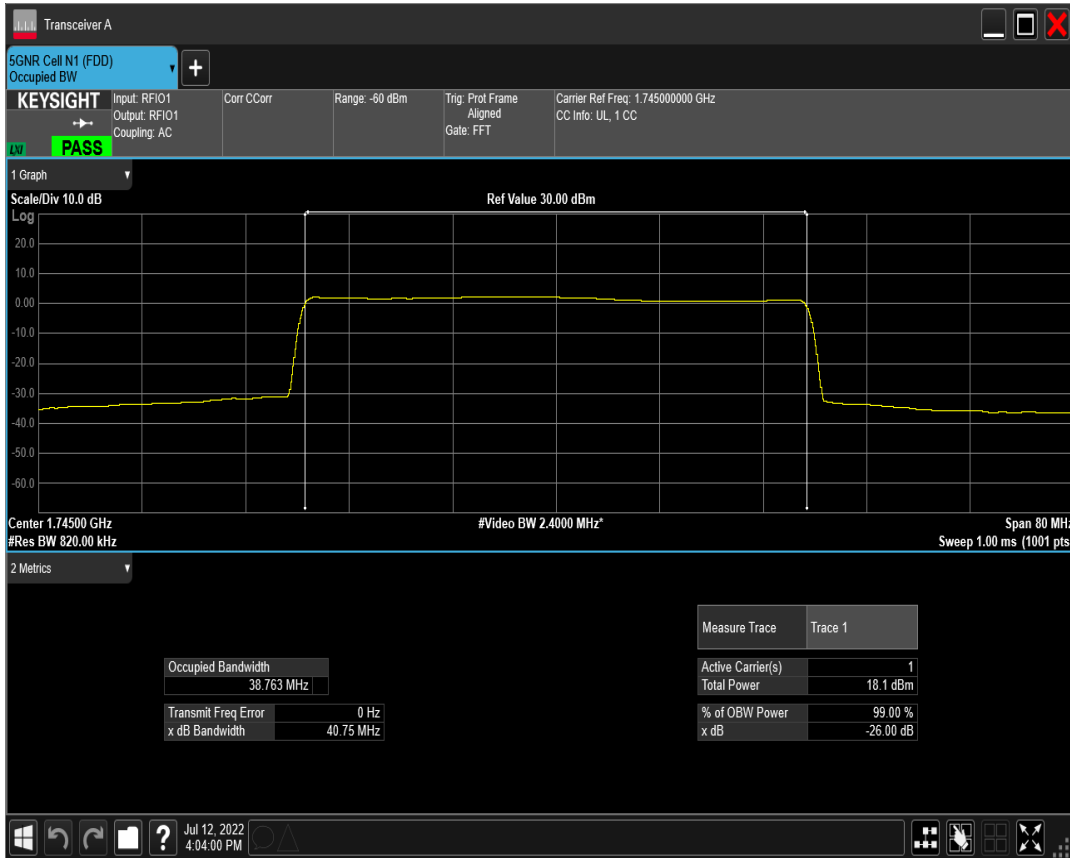 Transceiver A
5GNR Cell N1 (FDD)
Occupied BW
+
KEYSIGHT
LXI
PASS
Input: RFIO1
Output: RFIO1
Coupling: AC
Corr CCorr
Range: -60 dBm
Trig: Prot Frame
Aligned
Gate: FFT
Carrier Ref Freq: 1.745000000 GHz
CC Info: UL, 1 CC
1 Graph
Scale/Div 10.0 dB
Ref Value 30.00 dBm
Log
20.0
10.0
0.00
-10.0
-20.0
-30.0
-40.0
-50.0
-60.0
Center 1.74500 GHz
#Video BW 2.4000 MHz*
Span 80 MHz
#Res BW 820.00 kHz
Sweep 1.00 ms (1001 pts
2 Metrics
Measure Trace Trace 1
Occupied Bandwidth
38.763 MHz
Active Carrier(s) 1
Total Power 18.1 dBm
Transmit Freq Error 0 Hz
x dB Bandwidth 40.75 MHz
% of OBW Power 99.00 %
x dB -26.00 dB
?
Jul 12, 2022
4:04:00 PM